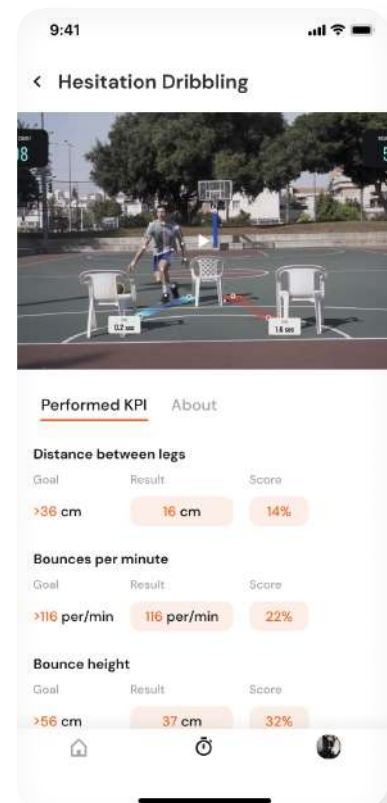 9:41
Hesitation Dribbling
0.2 sec
1.6 sec
Performed KPI About
Distance between legs
Goal Result Score
>36 cm 16 cm 14%
Bounces per minute
Goal Result Score
>116 per/min 116 per/min 22%
Bounce height
Goal Result Score
>56 cm 37 cm 32%